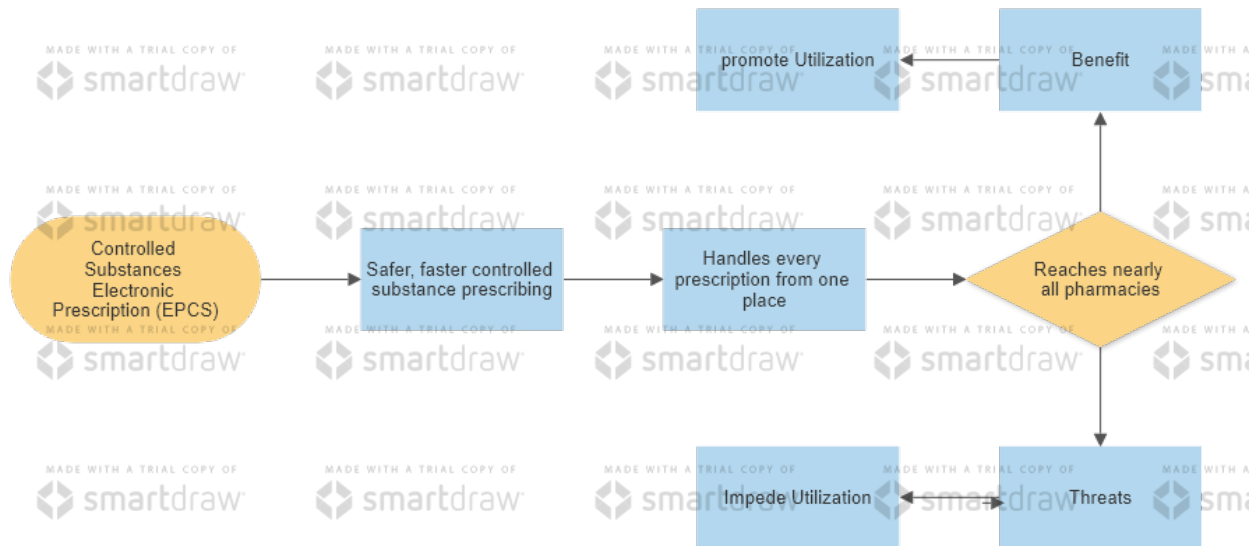 promote Utilization
Benefit
Controlled
Substances
Electronic
Prescription (EPCS)
Safer, faster controlled
substance prescribing
Handles every
prescription from one
place
Reaches nearly
all pharmacies
Impede Utilization
Threats
MADE WITH A TRIAL COPY OF
smartdraw